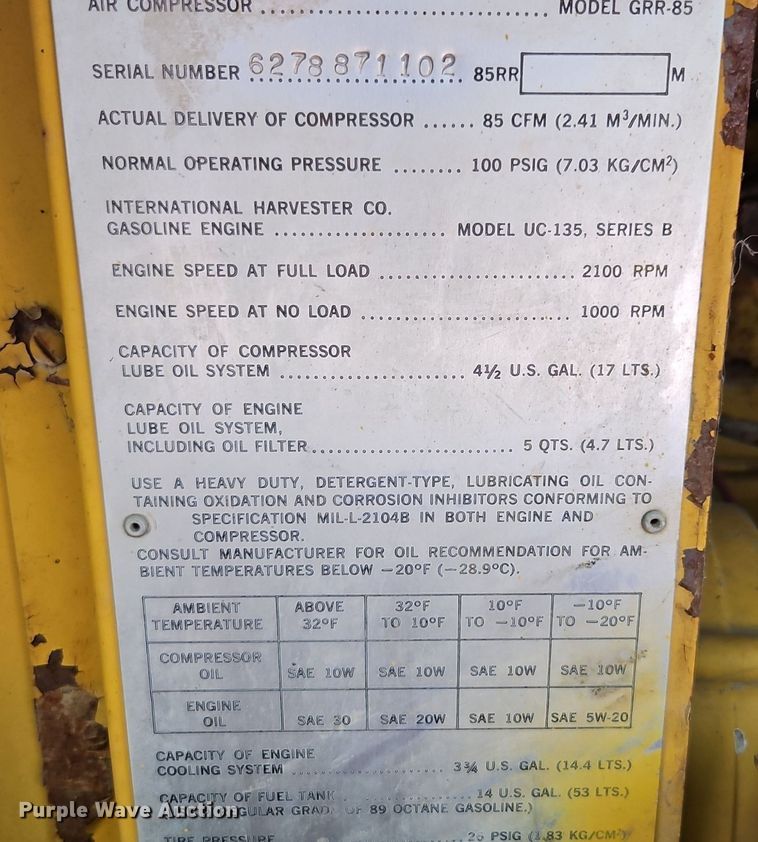 AIR COMPRESSOR ................................ MODEL GRR-85
SERIAL NUMBER 6278 871102 85RR M
ACTUAL DELIVERY OF COMPRESSOR ...... 85 CFM (2.41 M³/MIN.)
NORMAL OPERATING PRESSURE ........ 100 PSIG (7.03 KG/CM²)
INTERNATIONAL HARVESTER CO.
GASOLINE ENGINE .................... MODEL UC-135, SERIES B
ENGINE SPEED AT FULL LOAD ....................... 2100 RPM
ENGINE SPEED AT NO LOAD ......................... 1000 RPM
CAPACITY OF COMPRESSOR
LUBE OIL SYSTEM ...................... 4½ U.S. GAL. (17 LTS.)
CAPACITY OF ENGINE
LUBE OIL SYSTEM,
INCLUDING OIL FILTER ........................ 5 QTS. (4.7 LTS.)
USE A HEAVY DUTY, DETERGENT-TYPE, LUBRICATING OIL CON-
TAINING OXIDATION AND CORROSION INHIBITORS CONFORMING TO
SPECIFICATION MIL-L-2104B IN BOTH ENGINE AND
COMPRESSOR.
CONSULT MANUFACTURER FOR OIL RECOMMENDATION FOR AM-
BIENT TEMPERATURES BELOW —20°F (—28.9°C).
AMBIENT TEMPERATURE ABOVE 32°F 32°F TO 10°F 10°F TO —10°F —10°F TO —20°F
COMPRESSOR OIL SAE 10W SAE 10W SAE 10W SAE 10W
ENGINE OIL SAE 30 SAE 20W SAE 10W SAE 5W-20
CAPACITY OF ENGINE
COOLING SYSTEM ...................... 3¾ U.S. GAL. (14.4 LTS.)
CAPACITY OF FUEL TANK .................. 14 U.S. GAL. (53 LTS.)
GRADE OF 89 OCTANE GASOLINE.)
TIRE PRESSURE 26 PSIG (1.83 KG/CM²)
Purple Wave Auction